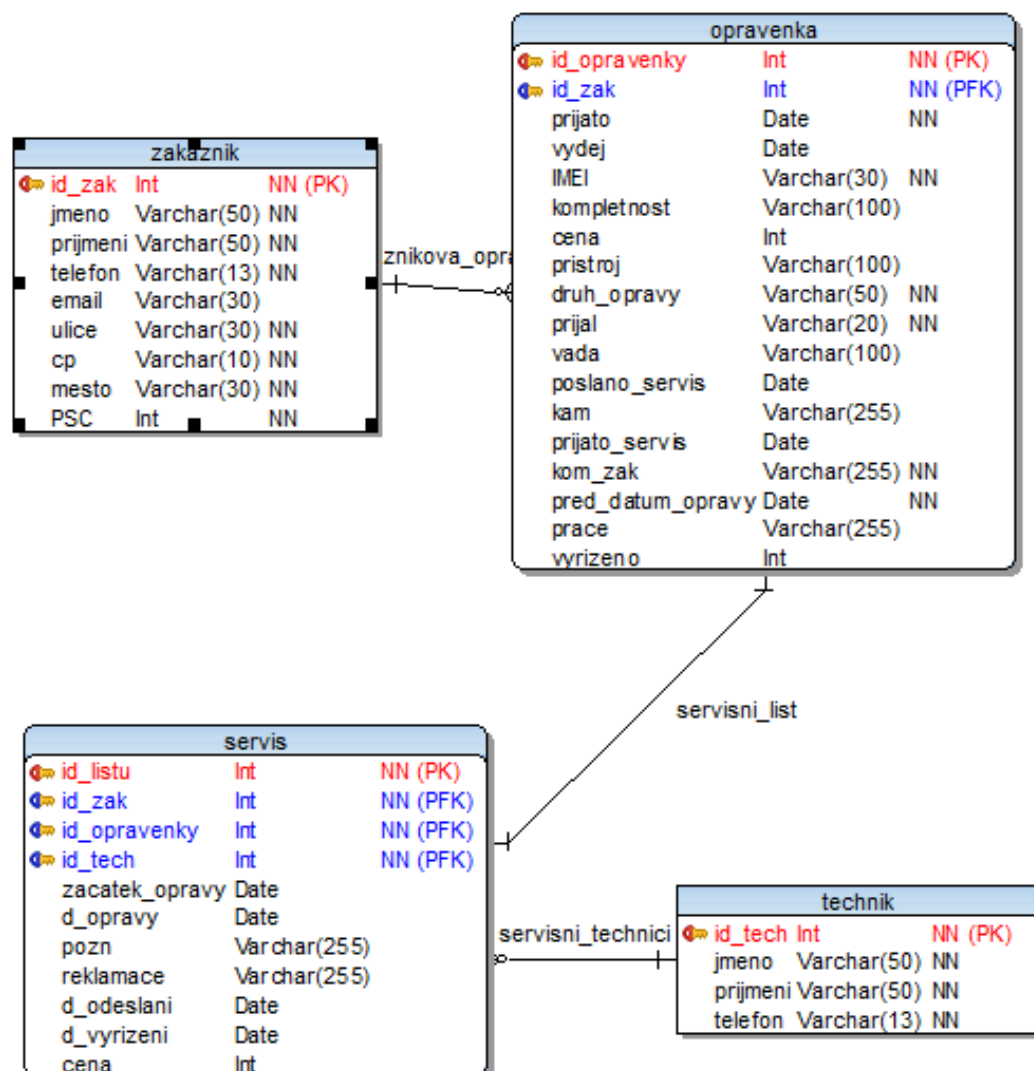 opravenka
id_opravenky Int NN (PK)
id_zak Int NN (PFK)
prijato Date NN
vydej Date
IMEI Varchar(30) NN
kompletnost Varchar(100)
cena Int
pristroj Varchar(100)
druh_opravy Varchar(50) NN
prijal Varchar(20) NN
vada Varchar(100)
poslano_servis Date
kam Varchar(255)
prijato_servis Date
kom_zak Varchar(255) NN
pred_datum_opravy Date NN
prace Varchar(255)
vyrizeno Int
zakaznik
id_zak Int NN (PK)
jmeno Varchar(50) NN
prijmeni Varchar(50) NN
telefon Varchar(13) NN
email Varchar(30)
ulice Varchar(30) NN
cp Varchar(10) NN
mesto Varchar(30) NN
PSC Int NN
znikova_opra
servisni_list
servis
id_listu Int NN (PK)
id_zak Int NN (PFK)
id_opravenky Int NN (PFK)
id_tech Int NN (PFK)
zacatek_opravy Date
d_opravy Date
pozn Varchar(255)
reklamace Varchar(255)
d_odeslani Date
d_vyrizeni Date
cena Int
servisni_technici
technik
id_tech Int NN (PK)
jmeno Varchar(50) NN
prijmeni Varchar(50) NN
telefon Varchar(13) NN